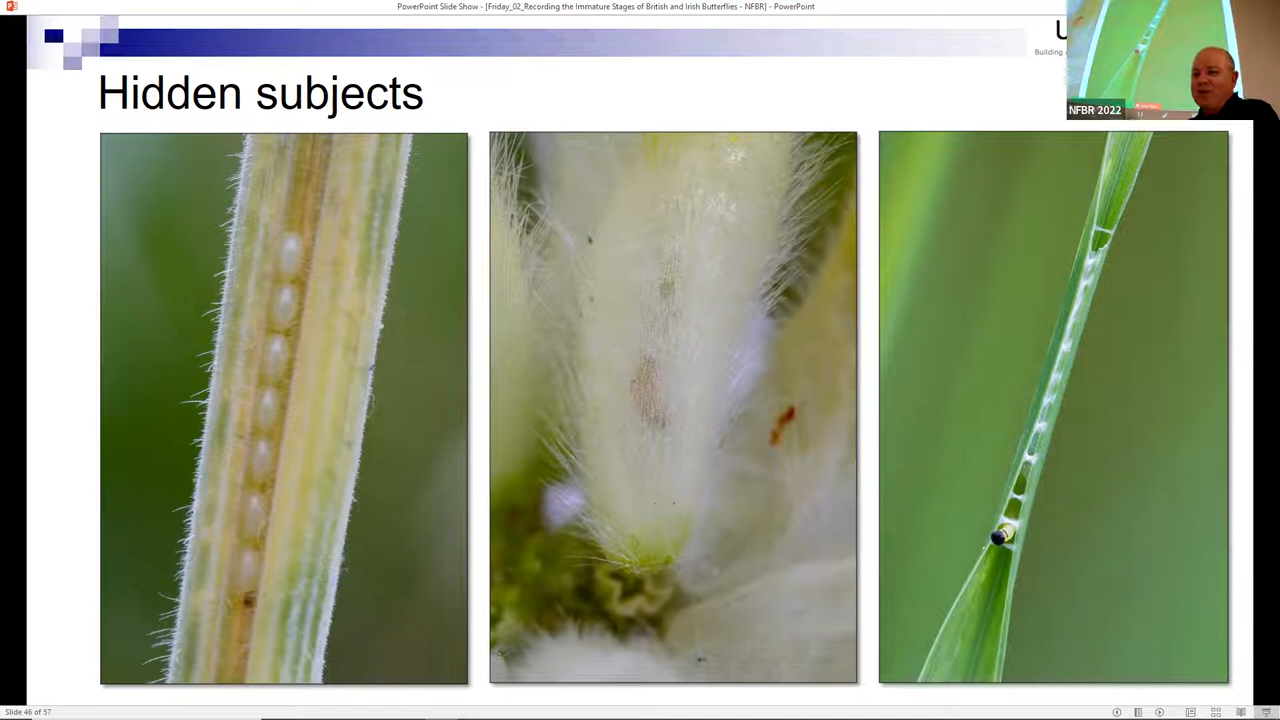 PowerPoint Slide Show - [Friday_02_Recording the Immature Stages of British and Irish Butterflies - NFBR] - PowerPoint
U
Building
Hidden subjects
NFBR 2022
Slide 46 of 57